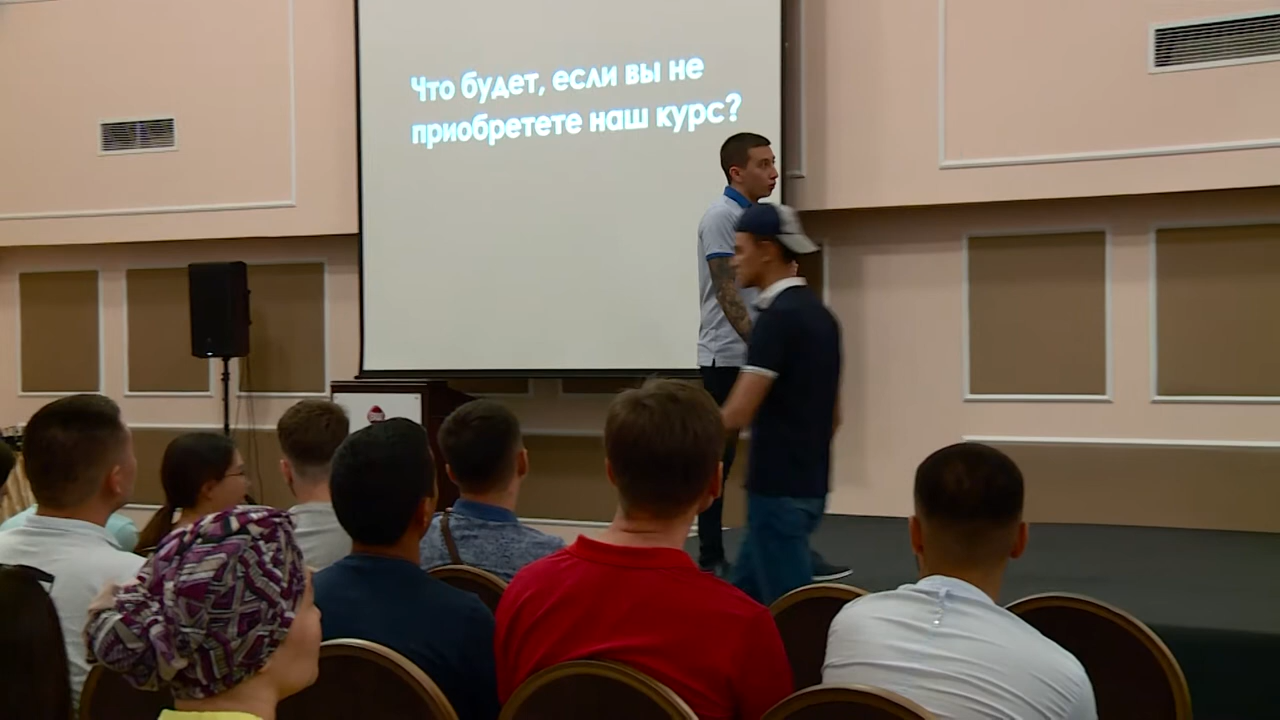 Что будет, если вы не
приобретете наш курс?